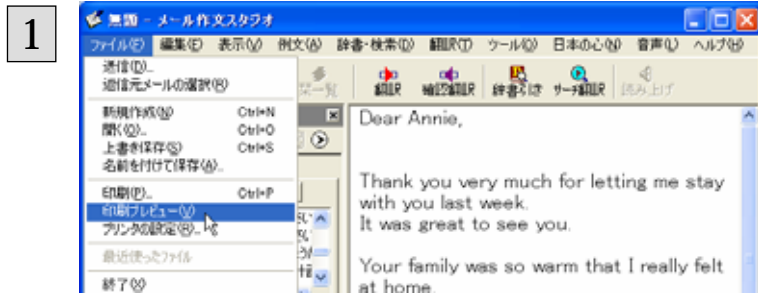 1
無題 - メール作文スタジオ
ファイル(F) 編集(E) 表示(V) 例文(A) 辞書・検索(D) 翻訳(T) ツール(Q) 日本の心(N) 音声(L) ヘルプ(H)
送信(D)...
送信元メールの選択(R)
一覧 翻訳 確認翻訳 辞書引き サーチ翻訳 読み上げ
新規作成(N) Ctrl+N
開く(O)... Ctrl+O
上書き保存(S) Ctrl+S
名前を付けて保存(A)...
印刷(P)... Ctrl+P
印刷プレビュー(V)
プリンタの設定(R)...
最近使ったファイル
終了(X)
Dear Annie,
Thank you very much for letting me stay
with you last week.
It was great to see you.
Your family was so warm that I really felt
at home.